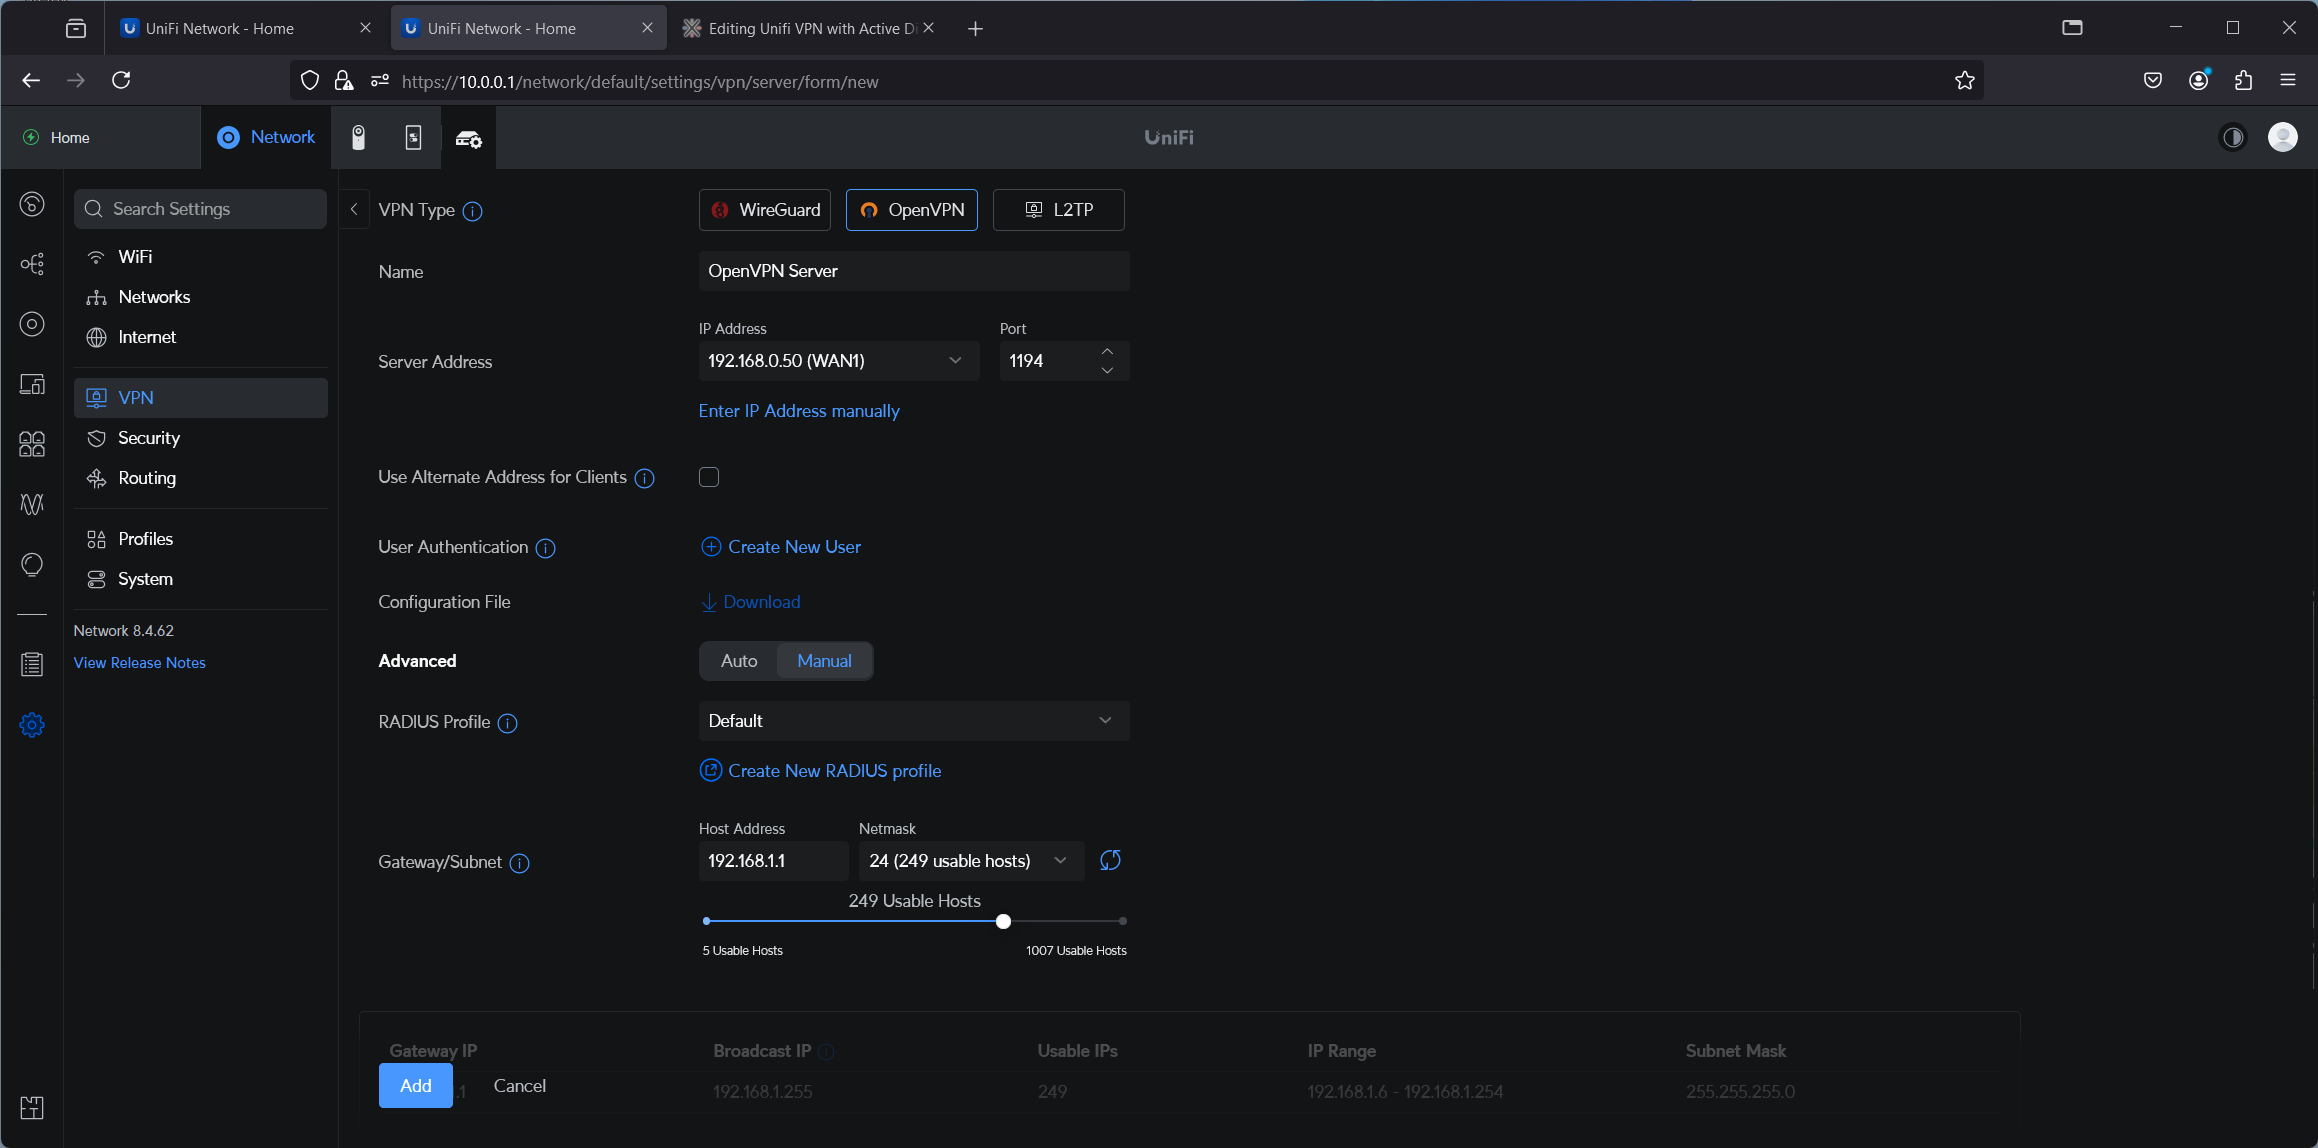 UniFi Network - Home
UniFi Network - Home
Editing Unifi VPN with Active Di
https://10.0.0.1/network/default/settings/vpn/server/form/new
Home
Network
UniFi
Search Settings
WiFi
Networks
Internet
VPN
Security
Routing
Profiles
System
Network 8.4.62
View Release Notes
VPN Type
WireGuard
OpenVPN
L2TP
Name
OpenVPN Server
IP Address
Port
Server Address
192.168.0.50 (WAN1)
1194
Enter IP Address manually
Use Alternate Address for Clients
User Authentication
Create New User
Configuration File
Download
Advanced
Auto
Manual
RADIUS Profile
Default
Create New RADIUS profile
Host Address
Netmask
Gateway/Subnet
192.168.1.1
24 (249 usable hosts)
249 Usable Hosts
5 Usable Hosts
1007 Usable Hosts
Gateway IP
Broadcast IP
Usable IPs
IP Range
Subnet Mask
Add
.1
Cancel
192.168.1.255
249
192.168.1.6 - 192.168.1.254
255.255.255.0